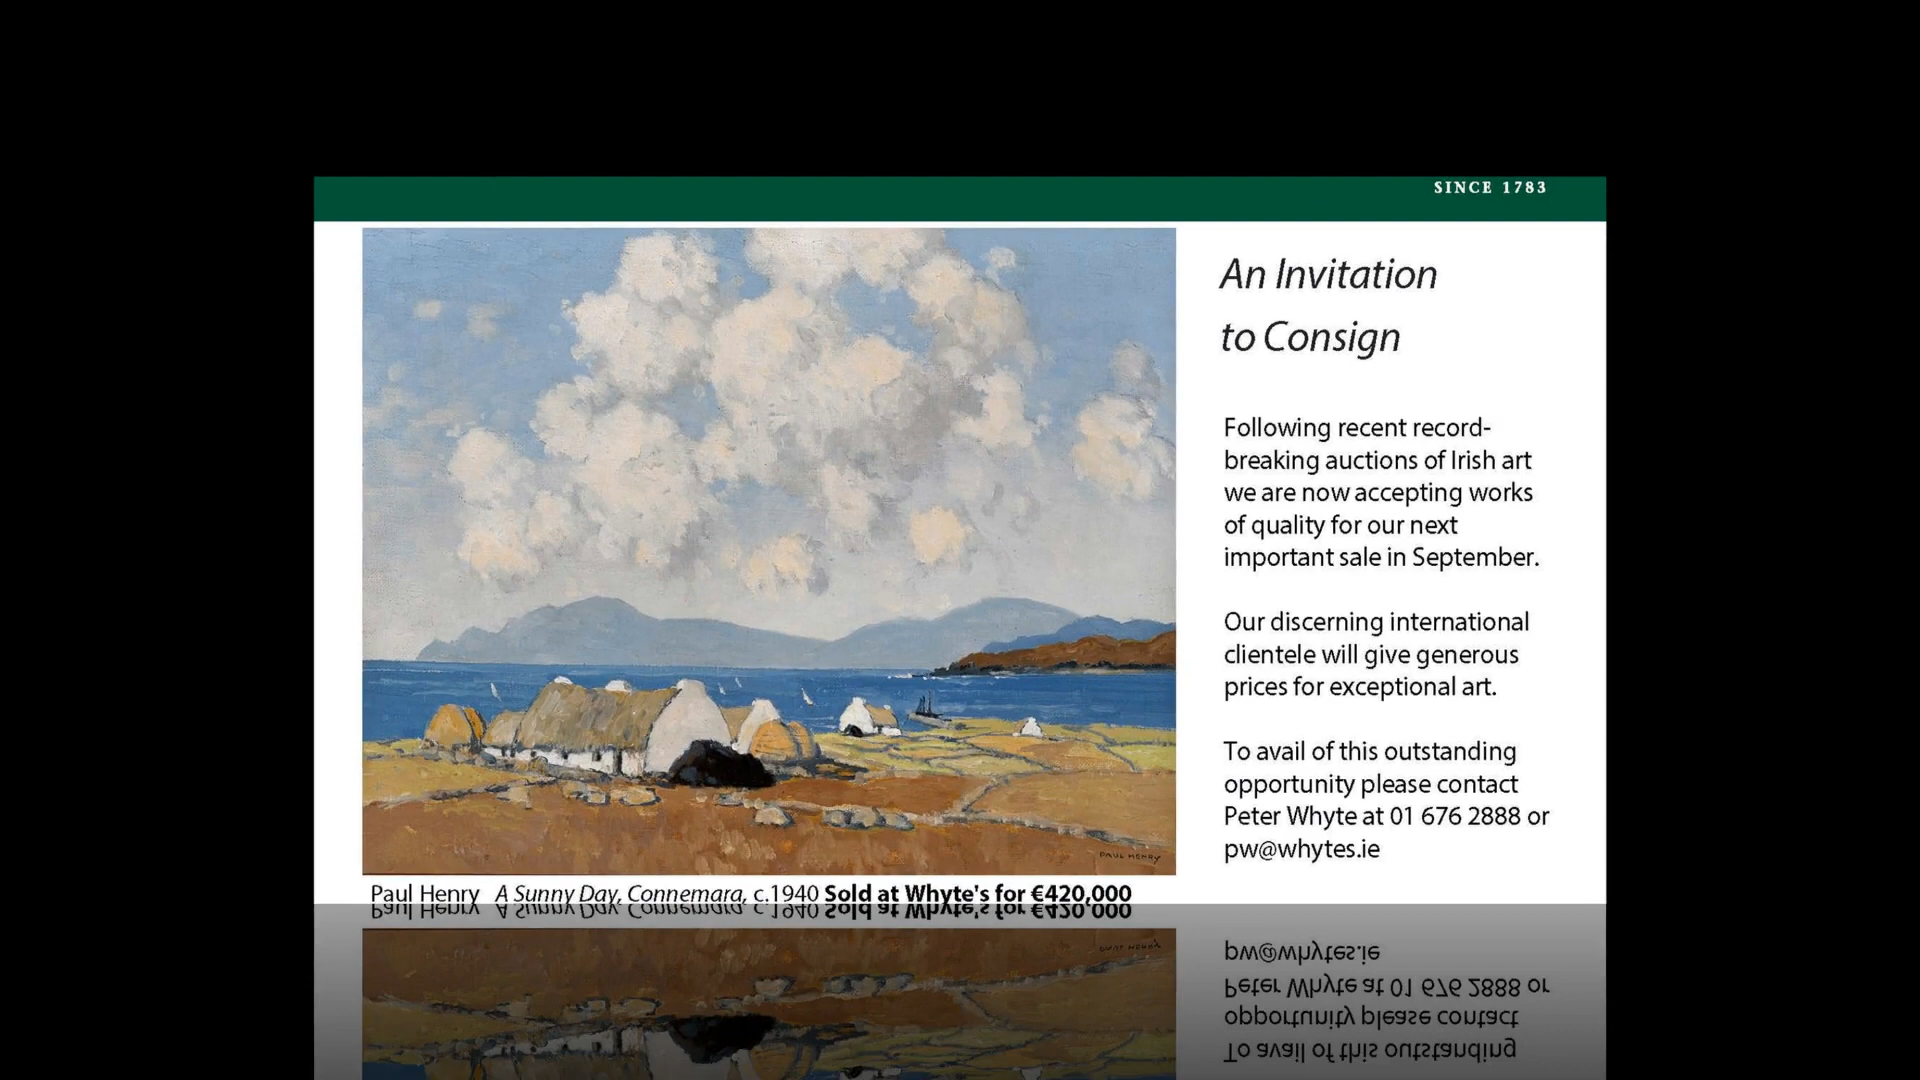 SINCE 1783
An Invitation
to Consign
Following recent record-
breaking auctions of Irish art
we are now accepting works
of quality for our next
important sale in September.
Our discerning international
clientele will give generous
prices for exceptional art.
To avail of this outstanding
opportunity please contact
Peter Whyte at 01 676 2888 or
pw@whytes.ie
PAUL HENRY
Paul Henry A Sunny Day, Connemara, c.1940 Sold at Whyte's for €420,000